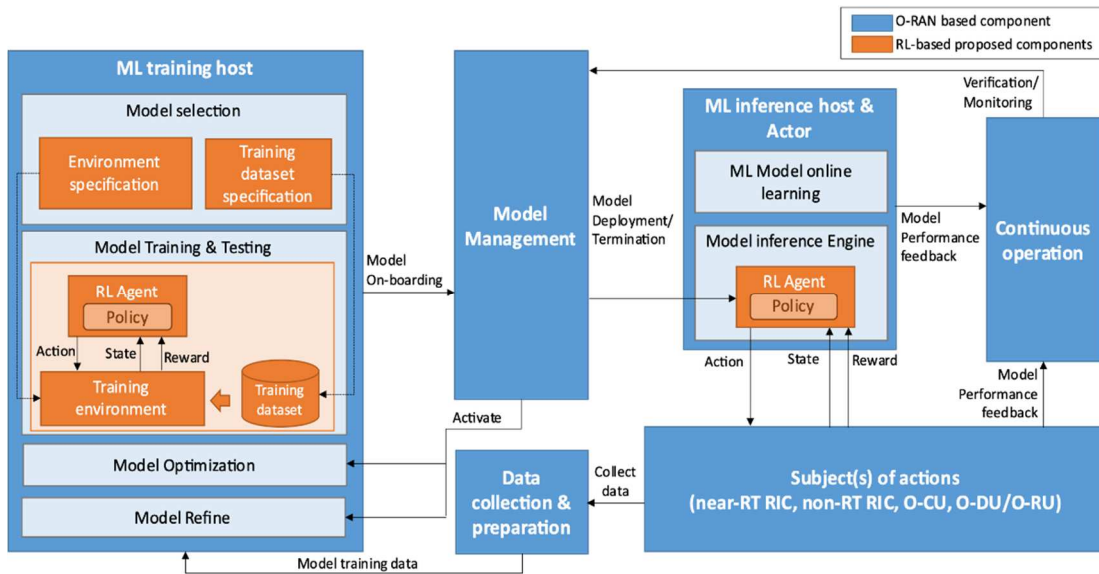 O-RAN based component
RL-based proposed components
ML training host
Model selection
Environment
specification
Training
dataset
specification
Model Training & Testing
RL Agent
Policy
Action
State
Reward
Training
environment
Training
dataset
Model Optimization
Model Refine
Model
On-boarding
Model
Management
Activate
Model
Deployment/
Termination
ML inference host &
Actor
ML Model online
learning
Model inference Engine
RL Agent
Policy
Action
State
Reward
Model
Performance
feedback
Verification/
Monitoring
Continuous
operation
Model
Performance
feedback
Subject(s) of actions
(near-RT RIC, non-RT RIC, O-CU, O-DU/O-RU)
Collect
data
Data
collection &
preparation
Model training data